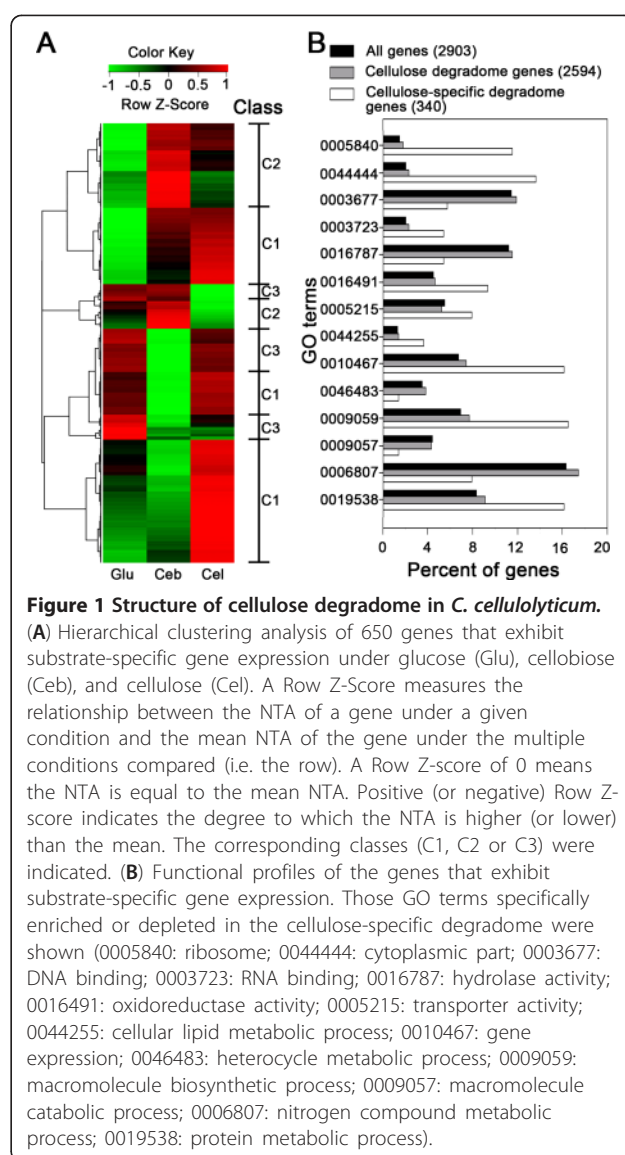 A
Color Key
-1 0 1
Row Z-Score
Class
C2
C1
C3
C2
C3
C1
C3
C1
Glu Ceb Cel
B
All genes (2903)
Cellulose degradome genes (2594)
Cellulose-specific degradome
genes (340)
GO terms
0005840
0044444
0003677
0003723
0016787
0016491
0005215
0044255
0010467
0046483
0009059
0009057
0006807
0019538
0 4 8 12 16 20
Percent of genes
Figure 1 Structure of cellulose degradome in C. cellulolyticum.
(A) Hierarchical clustering analysis of 650 genes that exhibit
substrate-specific gene expression under glucose (Glu), cellobiose
(Ceb), and cellulose (Cel). A Row Z-Score measures the
relationship between the NTA of a gene under a given
condition and the mean NTA of the gene under the multiple
conditions compared (i.e. the row). A Row Z-score of 0 means
the NTA is equal to the mean NTA. Positive (or negative) Row Z-
score indicates the degree to which the NTA is higher (or lower)
than the mean. The corresponding classes (C1, C2 or C3) were
indicated. (B) Functional profiles of the genes that exhibit
substrate-specific gene expression. Those GO terms specifically
enriched or depleted in the cellulose-specific degradome were
shown (0005840: ribosome; 0044444: cytoplasmic part; 0003677:
DNA binding; 0003723: RNA binding; 0016787: hydrolase activity;
0016491: oxidoreductase activity; 0005215: transporter activity;
0044255: cellular lipid metabolic process; 0010467: gene
expression; 0046483: heterocycle metabolic process; 0009059:
macromolecule biosynthetic process; 0009057: macromolecule
catabolic process; 0006807: nitrogen compound metabolic
process; 0019538: protein metabolic process).